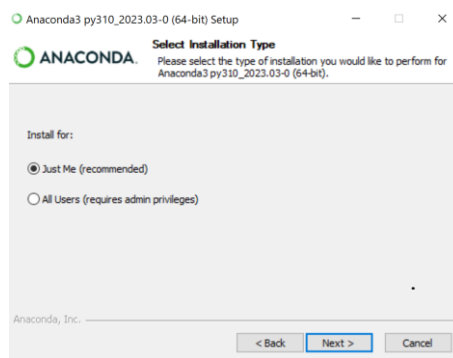 Anaconda3 py310_2023.03-0 (64-bit) Setup
ANACONDA.
Select Installation Type
Please select the type of installation you would like to perform for
Anaconda3 py310_2023.03-0 (64-bit).
Install for:
Just Me (recommended)
All Users (requires admin privileges)
Anaconda, Inc.
< Back
Next >
Cancel